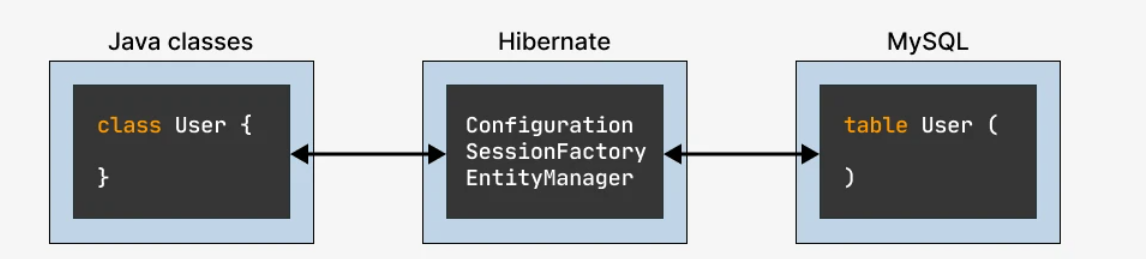 Java classes
class User {
}
Hibernate
Configuration
SessionFactory
EntityManager
MySQL
table User (
)